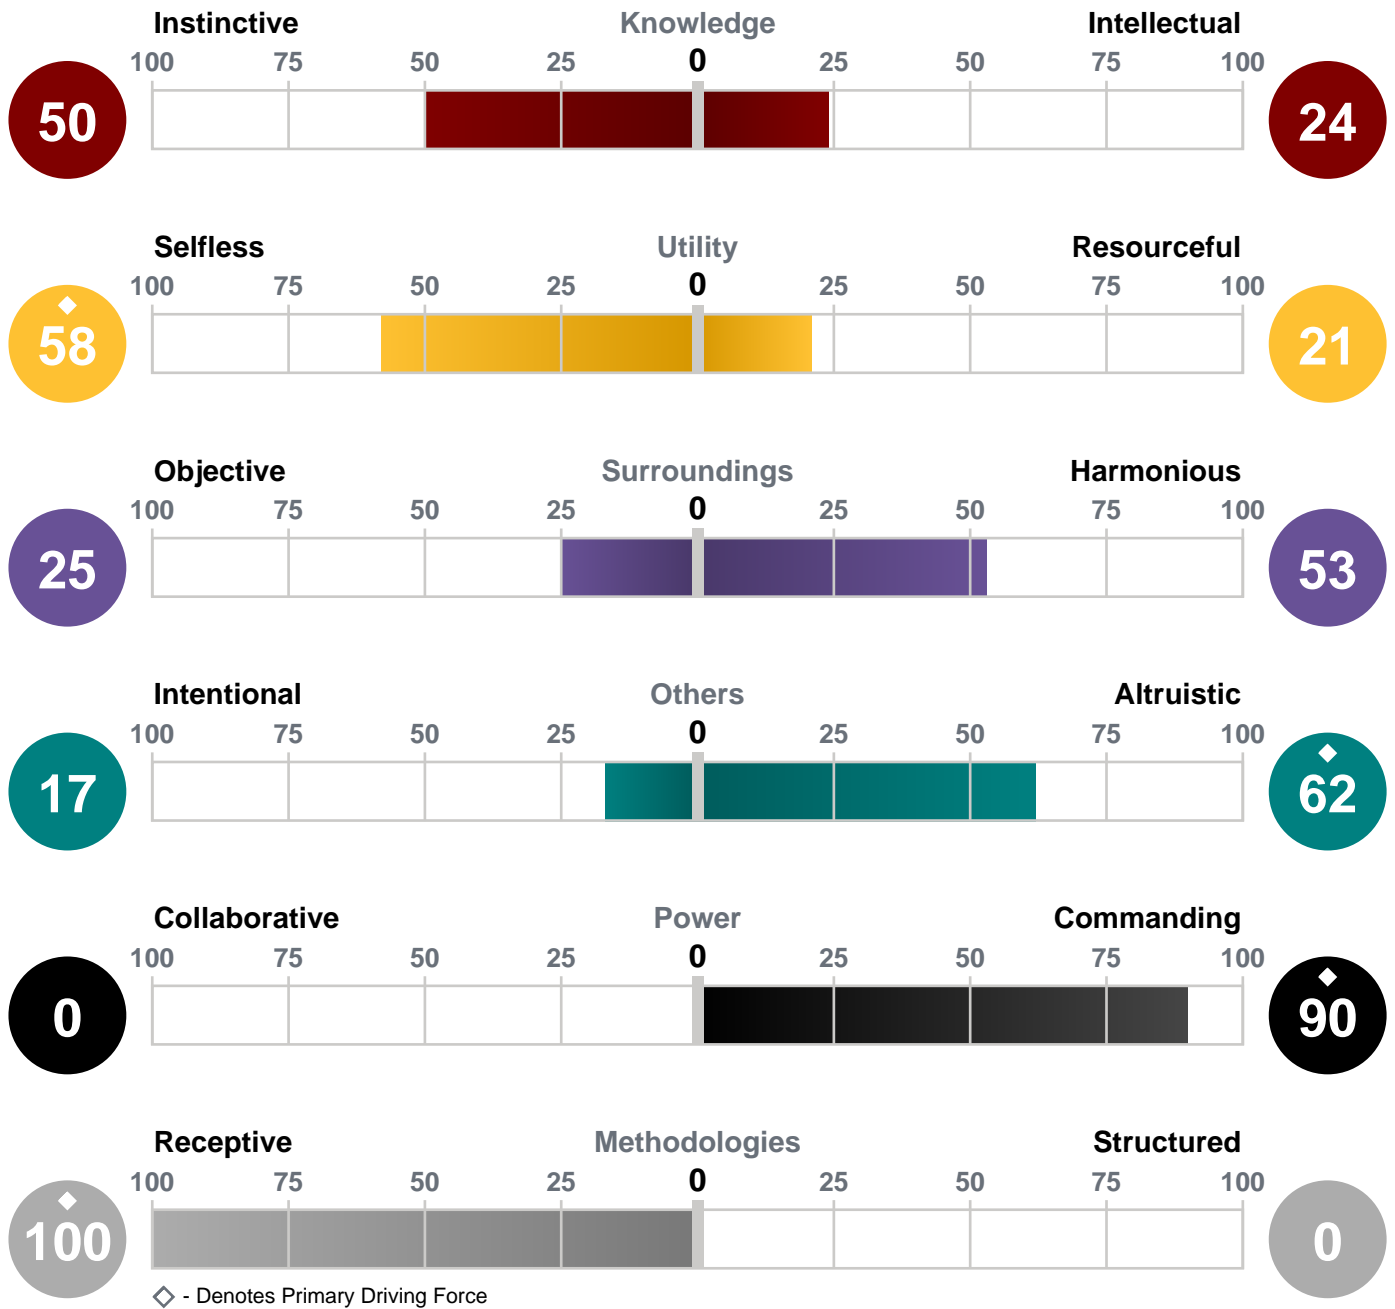 Instinctive Knowledge Intellectual
100 75 50 25 0 25 50 75 100
50 24
Selfless Utility Resourceful
100 75 50 25 0 25 50 75 100
58 21
Objective Surroundings Harmonious
100 75 50 25 0 25 50 75 100
25 53
Intentional Others Altruistic
100 75 50 25 0 25 50 75 100
17 62
Collaborative Power Commanding
100 75 50 25 0 25 50 75 100
0 90
Receptive Methodologies Structured
100 75 50 25 0 25 50 75 100
100 0
- Denotes Primary Driving Force